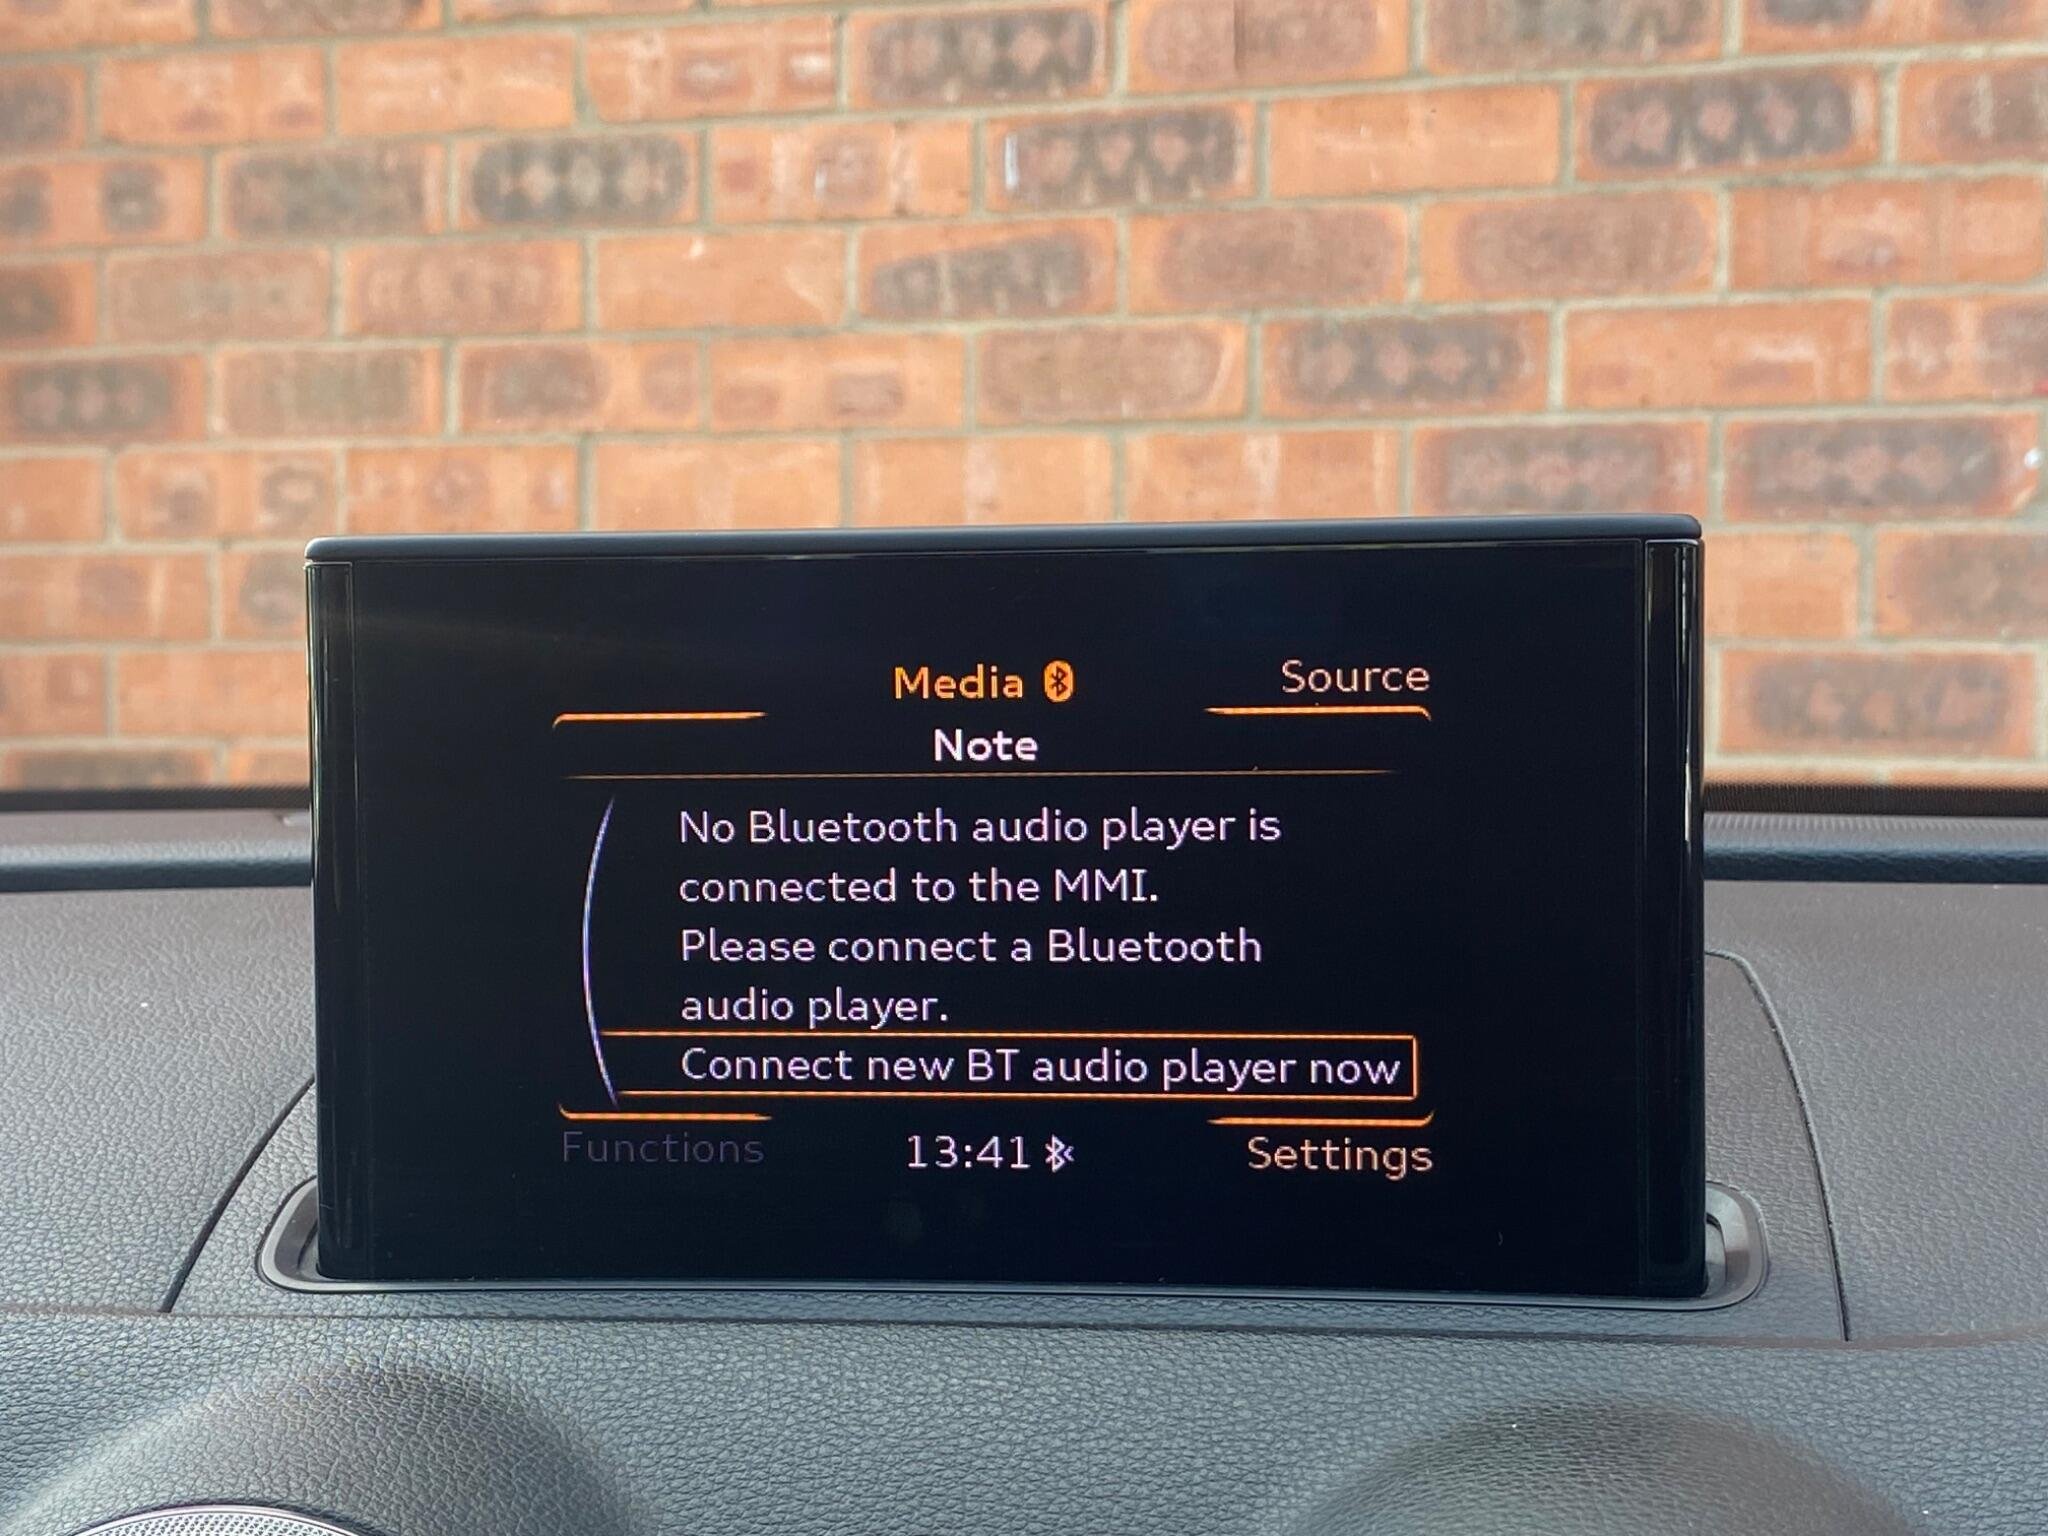 Media
Source
Note
No Bluetooth audio player is
connected to the MMI.
Please connect a Bluetooth
audio player.
Connect new BT audio player now
Functions
13:41
Settings